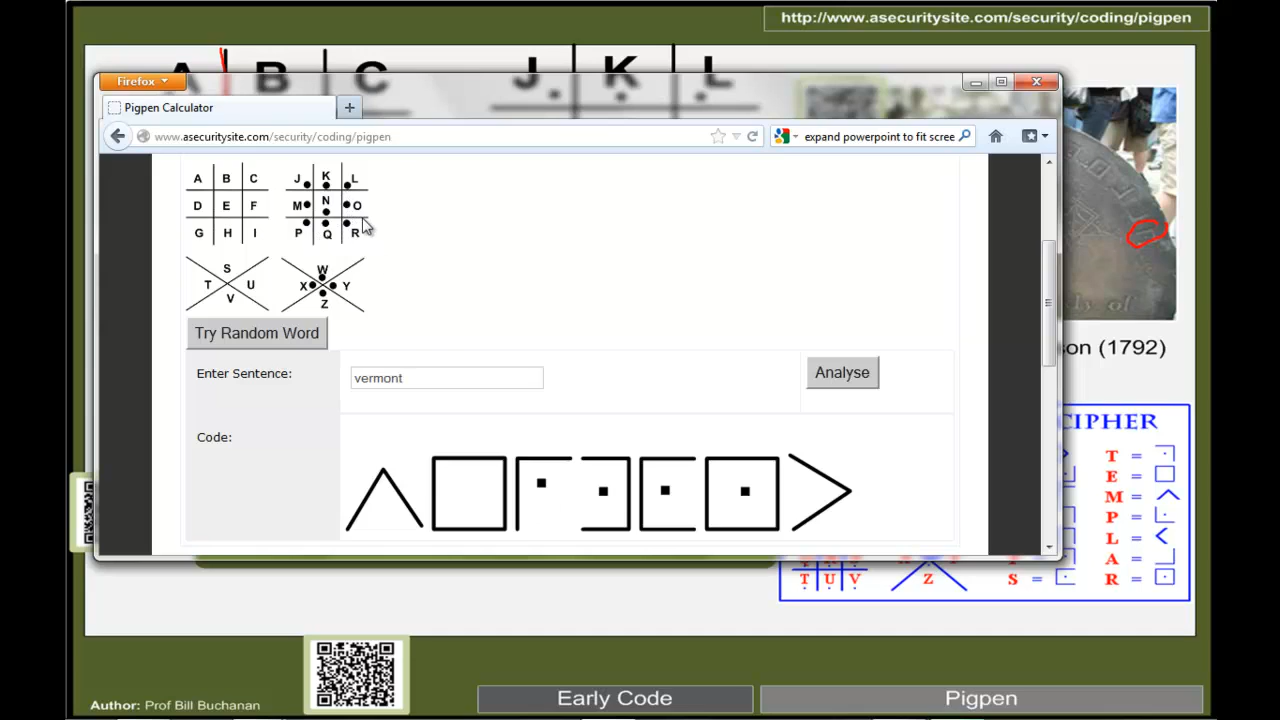 http://www.asecuritysite.com/security/coding/pigpen
A B C J K L
Firefox
Pigpen Calculator
www.asecuritysite.com/security/coding/pigpen
expand powerpoint to fit scree
A B C J K L
D E F M N O
G H I P Q R
S W
T U X Y
V Z
Try Random Word
Enter Sentence:
vermont
Analyse
Code:
son (1792)
CIPHER
T =
E =
M =
P =
L =
A =
T U V Z S = R =
Author: Prof Bill Buchanan
Early Code
Pigpen